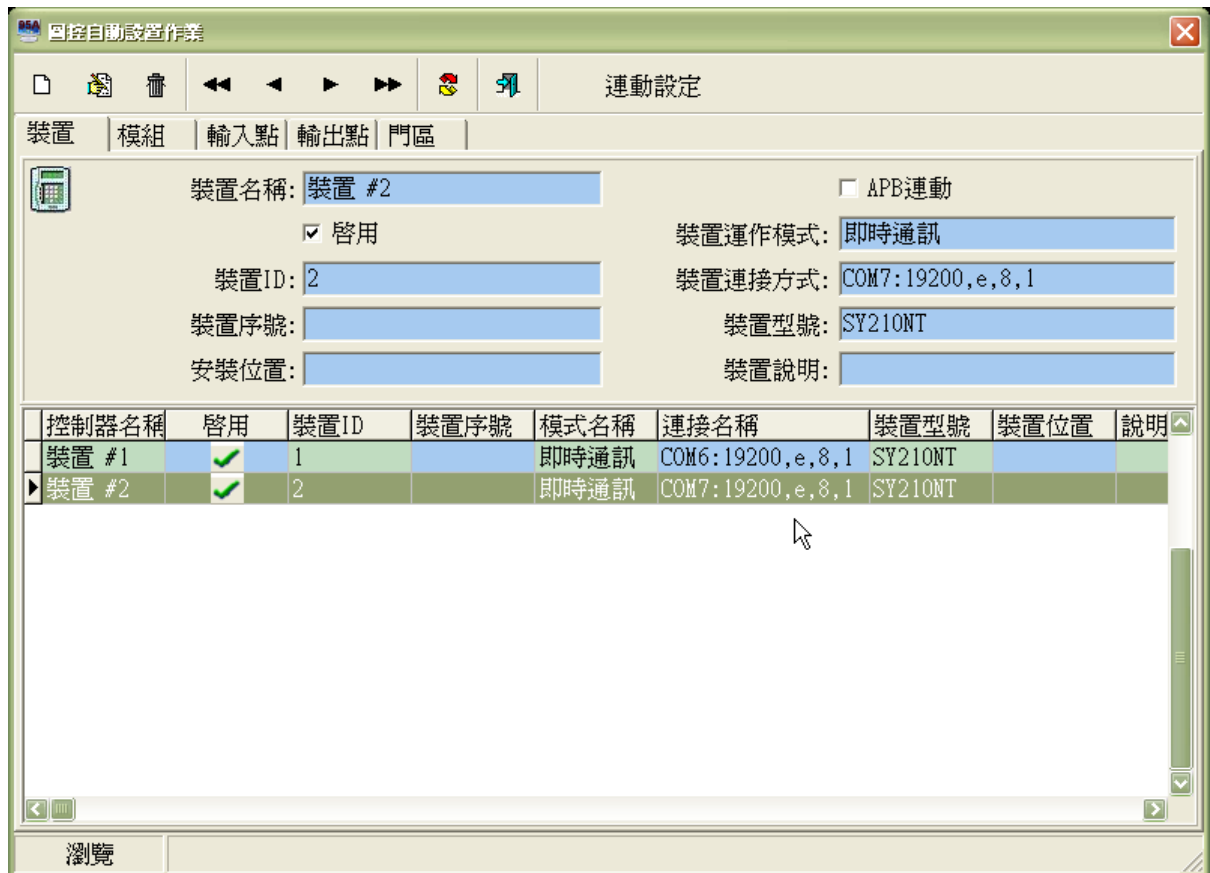 圖控自動設置作業
連動設定
裝置 模組 輸入點 輸出點 門區
裝置名稱: 裝置 #2 APB連動
啓用 裝置運作模式: 即時通訊
裝置ID: 2 裝置連接方式: COM7:19200,e,8,1
裝置序號: 裝置型號: SY210NT
安裝位置: 裝置說明:
控制器名稱 啓用 裝置ID 裝置序號 模式名稱 連接名稱 裝置型號 裝置位置 說明
裝置 #1 1 即時通訊 COM6:19200,e,8,1 SY210NT
裝置 #2 2 即時通訊 COM7:19200,e,8,1 SY210NT
瀏覽